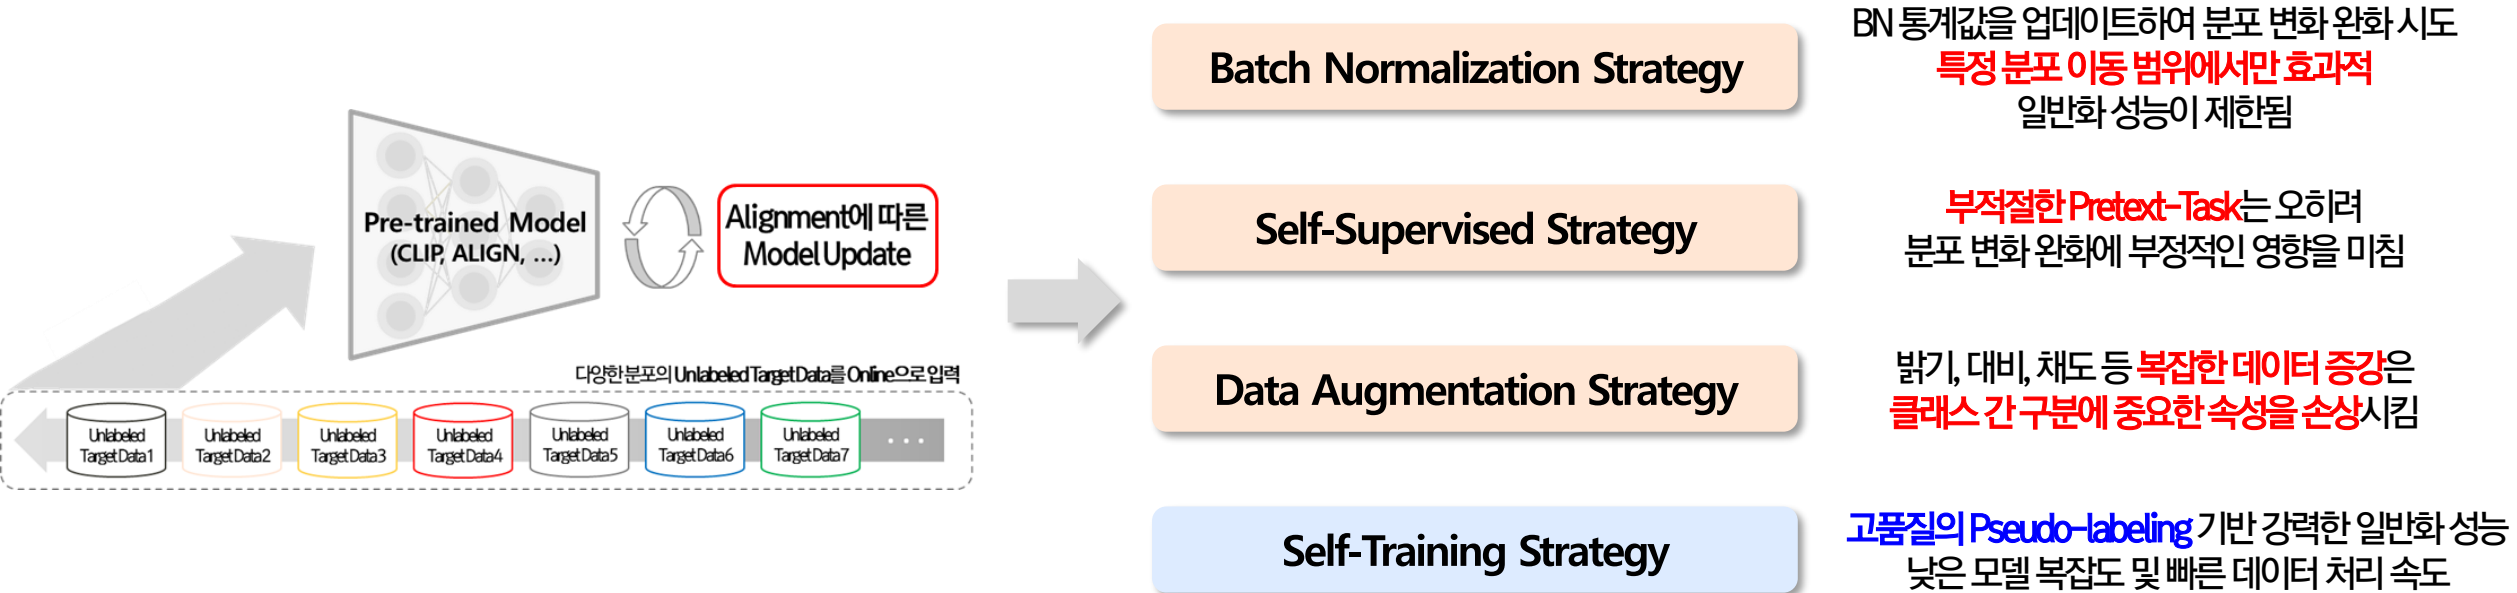 Pre-trained Model
(CLIP, ALIGN, ...)
Alignment에 따른
Model Update
다양한 분포의 Unlabeled Target Data를 Online으로 입력
Unlabeled
Target Data1
Unlabeled
Target Data2
Unlabeled
Target Data3
Unlabeled
Target Data4
Unlabeled
Target Data5
Unlabeled
Target Data6
Unlabeled
Target Data7
...
Batch Normalization Strategy
BN 통계값을 업데이트하여 분포 변화 완화 시도
특정 분포 이동 범위에서만 효과적
일반화 성능이 제한됨
Self-Supervised Strategy
부적절한 Pretext-Task는 오히려
분포 변화 완화에 부정적인 영향을 미침
Data Augmentation Strategy
밝기, 대비, 채도 등 복잡한 데이터 증강은
클래스 간 구분에 중요한 속성을 손상시킴
Self-Training Strategy
고품질의 Pseudo-labeling 기반 강력한 일반화 성능
낮은 모델 복잡도 및 빠른 데이터 처리 속도